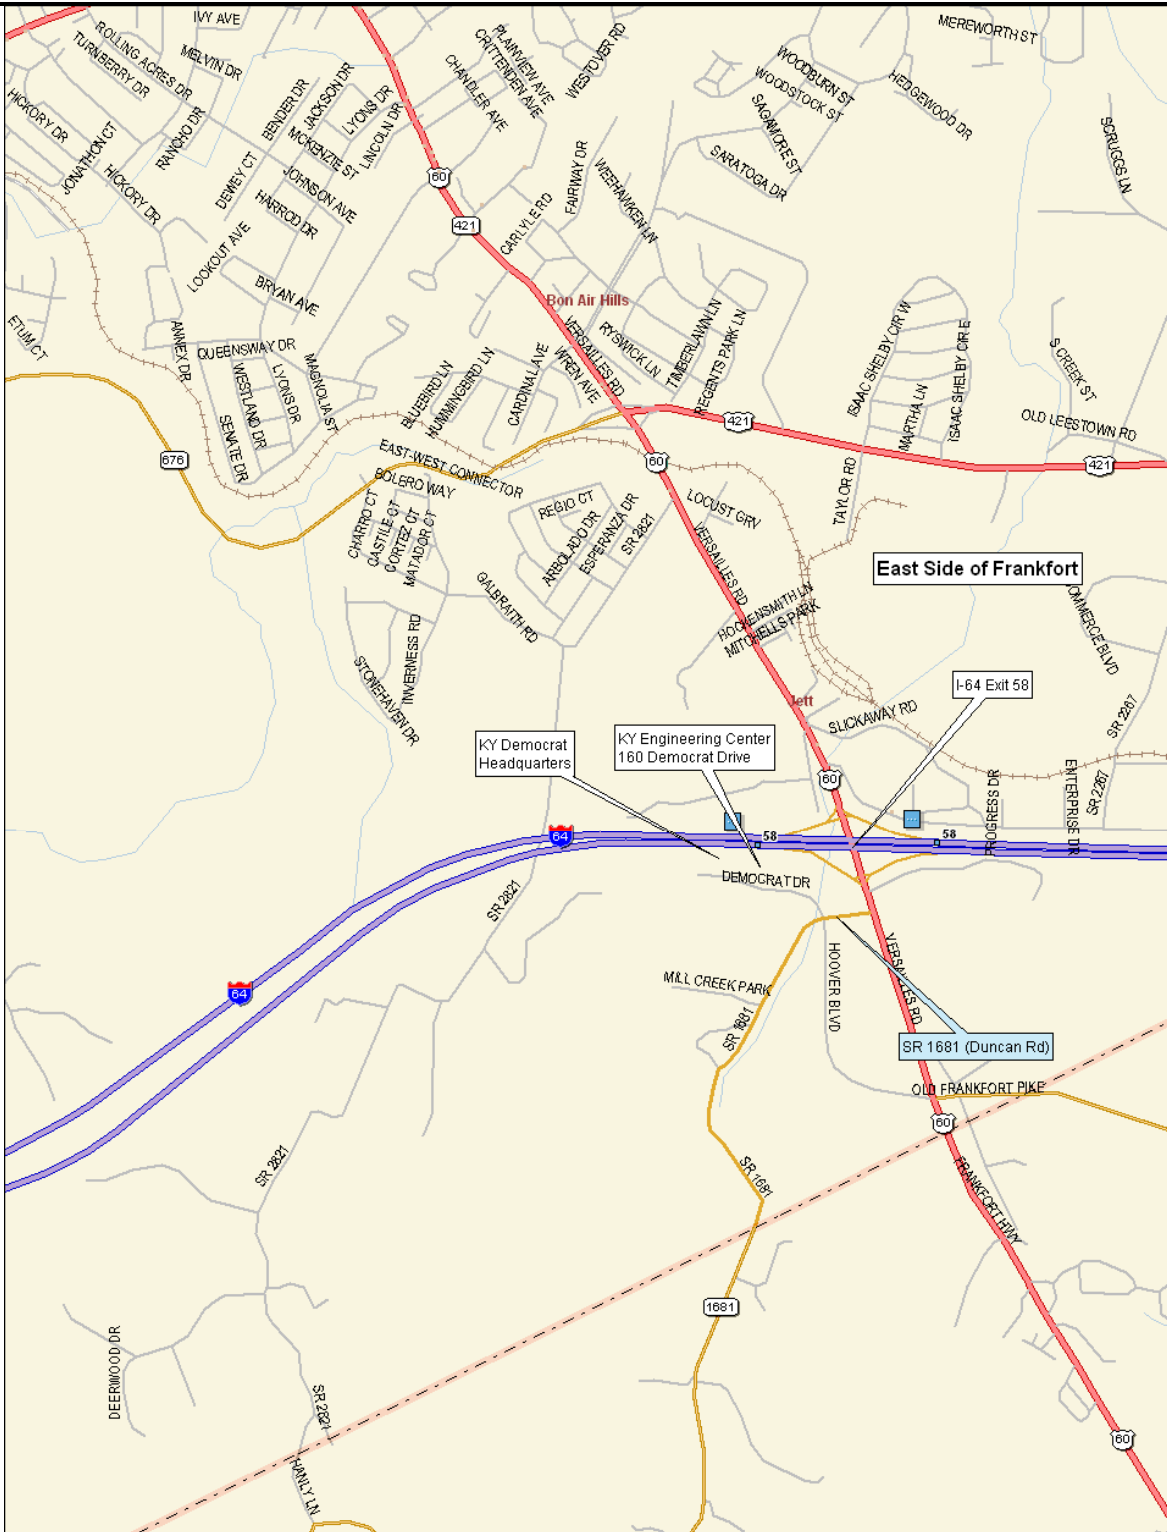 IVY AVE
ROLLING ACRES DR
TURNBERRY DR
MELVIN DR
HICKORY DR
JONATHON CT
RANCHO DR
HICKORY DR
BENDER DR
JACKSON DR
LYONS DR
MCKENZIE ST
LINCOLN DR
DEWEY CT
JOHNSON AVE
HARROD DR
LOOKOUT AVE
BRYAN AVE
CHANDLER AVE
PLAINVIEW AVE
CRITTENDEN AVE
WESTOVER RD
WOODBURN ST
WOODSTOCK ST
SAGAMORE ST
SARATOGA DR
HEDGEWOOD DR
MEREWORTH ST
SCRUGGS LN
60
421
CARLYLE RD
FAIRWAY DR
WEEHAWKEN LN
Bon Air Hills
VERSAILLES RD
WREN AVE
RYSWICK LN
TIMBERLAWN LN
REGENTS PARK LN
ISAAC SHELBY CIR W
MARTHA LN
ISAAC SHELBY CIR E
S CREEK ST
OLD LEESTOWN RD
ETUM CT
ANNEX DR
QUEENSWAY DR
WESTLAND DR
LYONS DR
MAGNOLIA ST
SENATE DR
BLUEBIRD LN
HUMMINGBIRD LN
CARDINAL AVE
421
421
676
60
EAST-WEST CONNECTOR
BOLERO WAY
CHARRO CT
CASTILE CT
CORTEZ CT
MATADOR CT
REGIO CT
ARBOLADO DR
ESPERANZA DR
SR 2821
LOCUST GRV
TAYLOR RD
VERSAILLES RD
East Side of Frankfort
GALBRAITH RD
HOCKENSMITH LN
MITCHELLS PARK
OMMERCE BLVD
INVERNESS RD
STONEHAVEN DR
I-64 Exit 58
Jett
SLICKAWAY RD
SR 2267
KY Democrat
Headquarters
KY Engineering Center
160 Democrat Drive
60
PROGRESS DR
ENTERPRISE DR
SR 2267
64
58
58
DEMOCRAT DR
SR 2821
64
MILL CREEK PARK
SR 1681
HOOVER BLVD
VERSAILLES RD
SR 1681 (Duncan Rd)
OLD FRANKFORT PIKE
60
SR 2821
SR 1681
FRANKFORT HWY
1681
DEERWOOD DR
SR 2821
60
HANLY LN